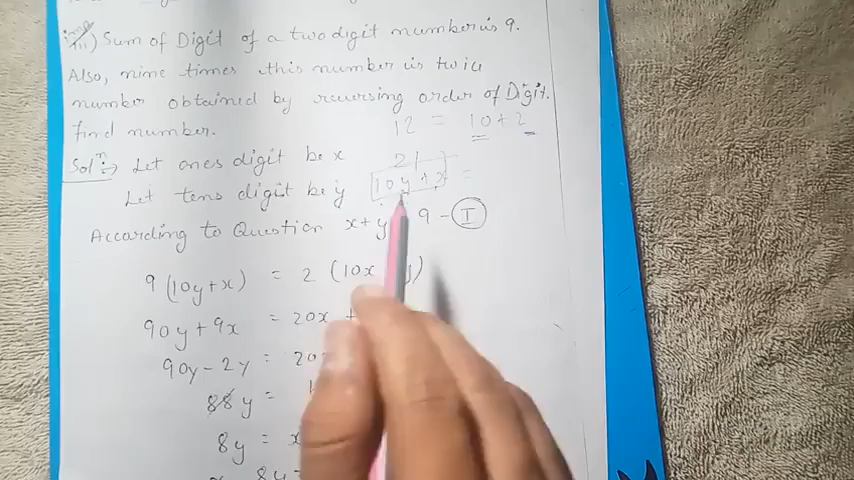 iii) Sum of Digit of a two digit number is 9.
Also, nine times this number is twice
number obtained by reversing order of Digit.
find number.
12 = 10+2
Solⁿ:→ Let ones digit be x
21
Let tens digit be y
10y+x =
According to Question x+y 9 - I
9(10y+x) = 2(10x y)
90y+9x = 20x +
90y-2y = 20
88y =
8y = x
8y